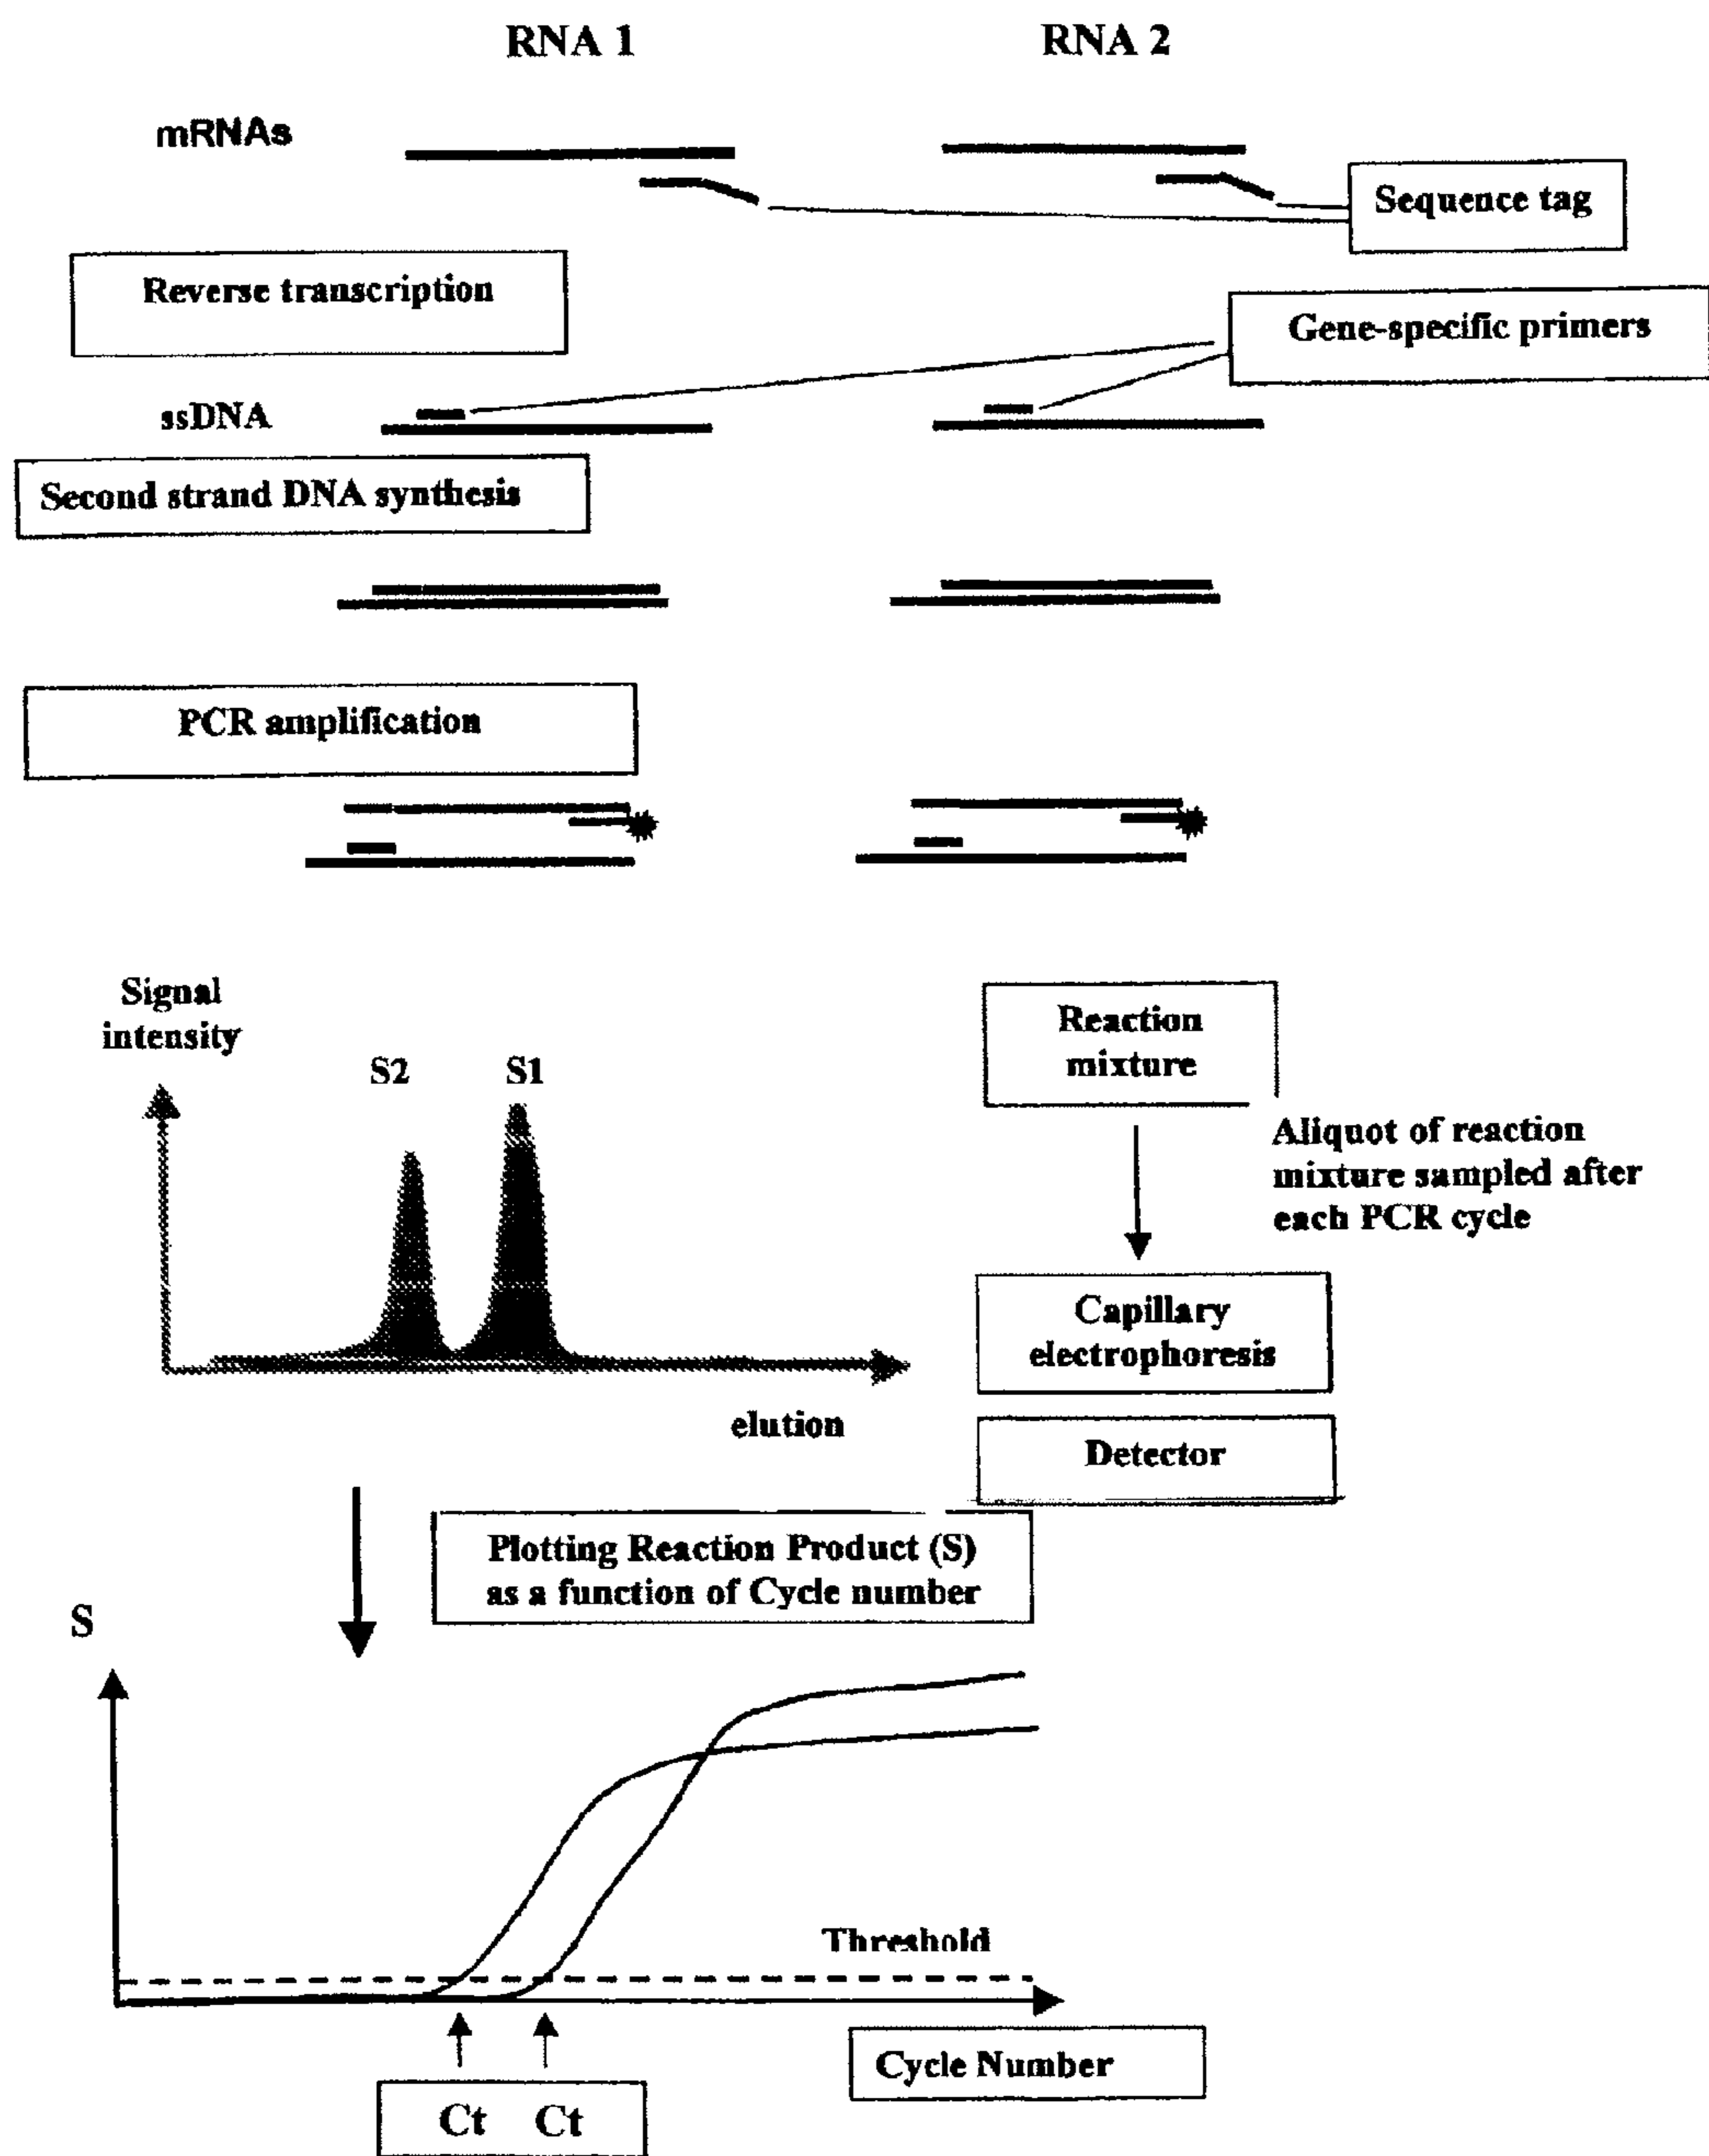 RNA 1
RNA 2
mRNAs
Sequence tag
Reverse transcription
Gene-specific primers
ssDNA
Second strand DNA synthesis
PCR amplification
Signal
intensity
S2
S1
elution
Reaction
mixture
Aliquot of reaction
mixture sampled after
each PCR cycle
Capillary
electrophoresis
Detector
Plotting Reaction Product (S)
as a function of Cycle number
S
Threshold
Cycle Number
Ct
Ct